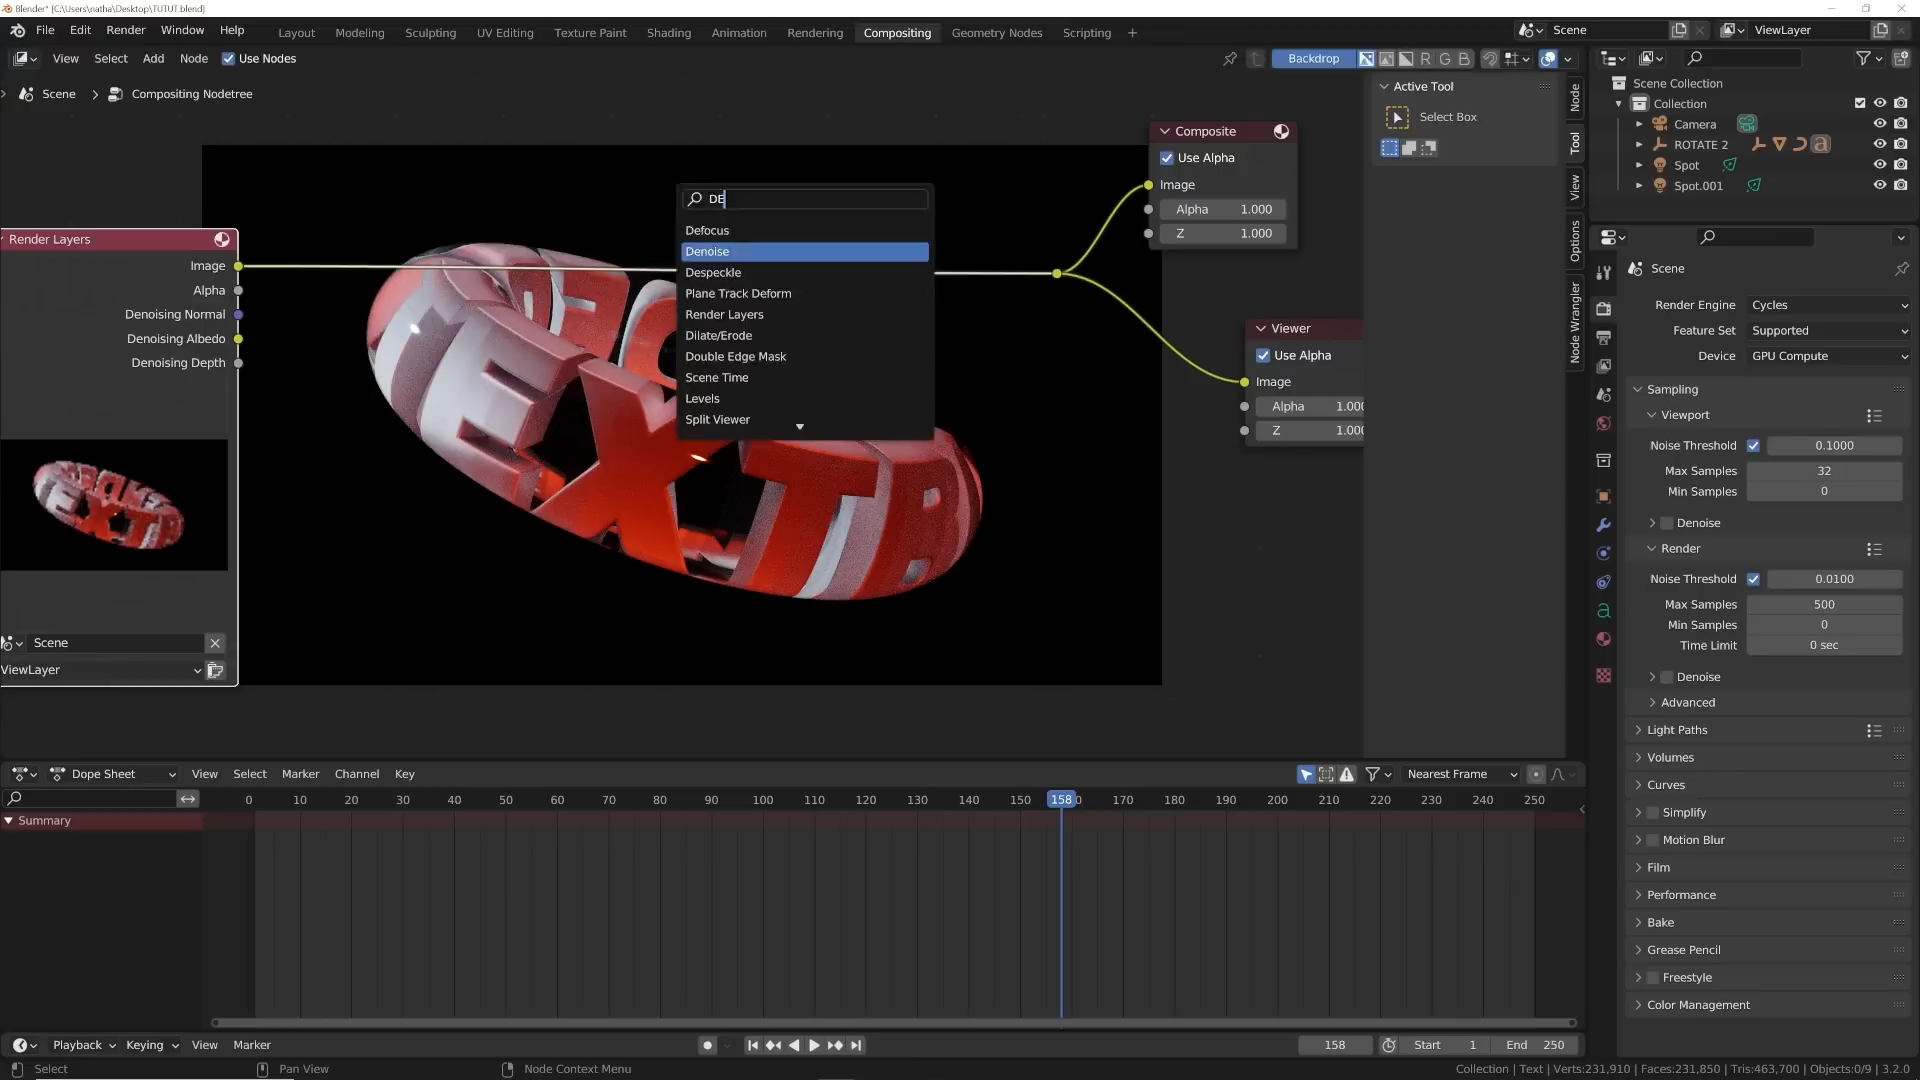 Blender* [C:\Users\natha\Desktop\TUTUT.blend]
File Edit Render Window Help
Layout Modeling Sculpting UV Editing Texture Paint Shading Animation Rendering Compositing Geometry Nodes Scripting +
Scene
ViewLayer
View Select Add Node Use Nodes
Backdrop
R G B
Scene > Compositing Nodetree
Active Tool
Select Box
Node
Tool
View
Options
Node Wrangler
Composite
Use Alpha
Image
Alpha 1.000
Z 1.000
Viewer
Use Alpha
Image
Alpha 1.000
Z 1.000
DE
Defocus
Denoise
Despeckle
Plane Track Deform
Render Layers
Dilate/Erode
Double Edge Mask
Scene Time
Levels
Split Viewer
Render Layers
Image
Alpha
Denoising Normal
Denoising Albedo
Denoising Depth
Scene
ViewLayer
EXTB
Scene Collection
Collection
Camera
ROTATE 2
Spot
Spot.001
Scene
Render Engine Cycles
Feature Set Supported
Device GPU Compute
Sampling
Viewport
Noise Threshold 0.1000
Max Samples 32
Min Samples 0
Denoise
Render
Noise Threshold 0.0100
Max Samples 500
Min Samples 0
Time Limit 0 sec
Denoise
Advanced
Light Paths
Volumes
Curves
Simplify
Motion Blur
Film
Performance
Bake
Grease Pencil
Freestyle
Color Management
Dope Sheet View Select Marker Channel Key
Nearest Frame
0 10 20 30 40 50 60 70 80 90 100 110 120 130 140 150 158 170 180 190 200 210 220 230 240 250
Summary
Playback Keying View Marker
158 Start 1 End 250
Select Pan View Node Context Menu
Collection | Text | Verts:231,910 | Faces:231,850 | Tris:463,700 | Objects:0/9 | 3.2.0